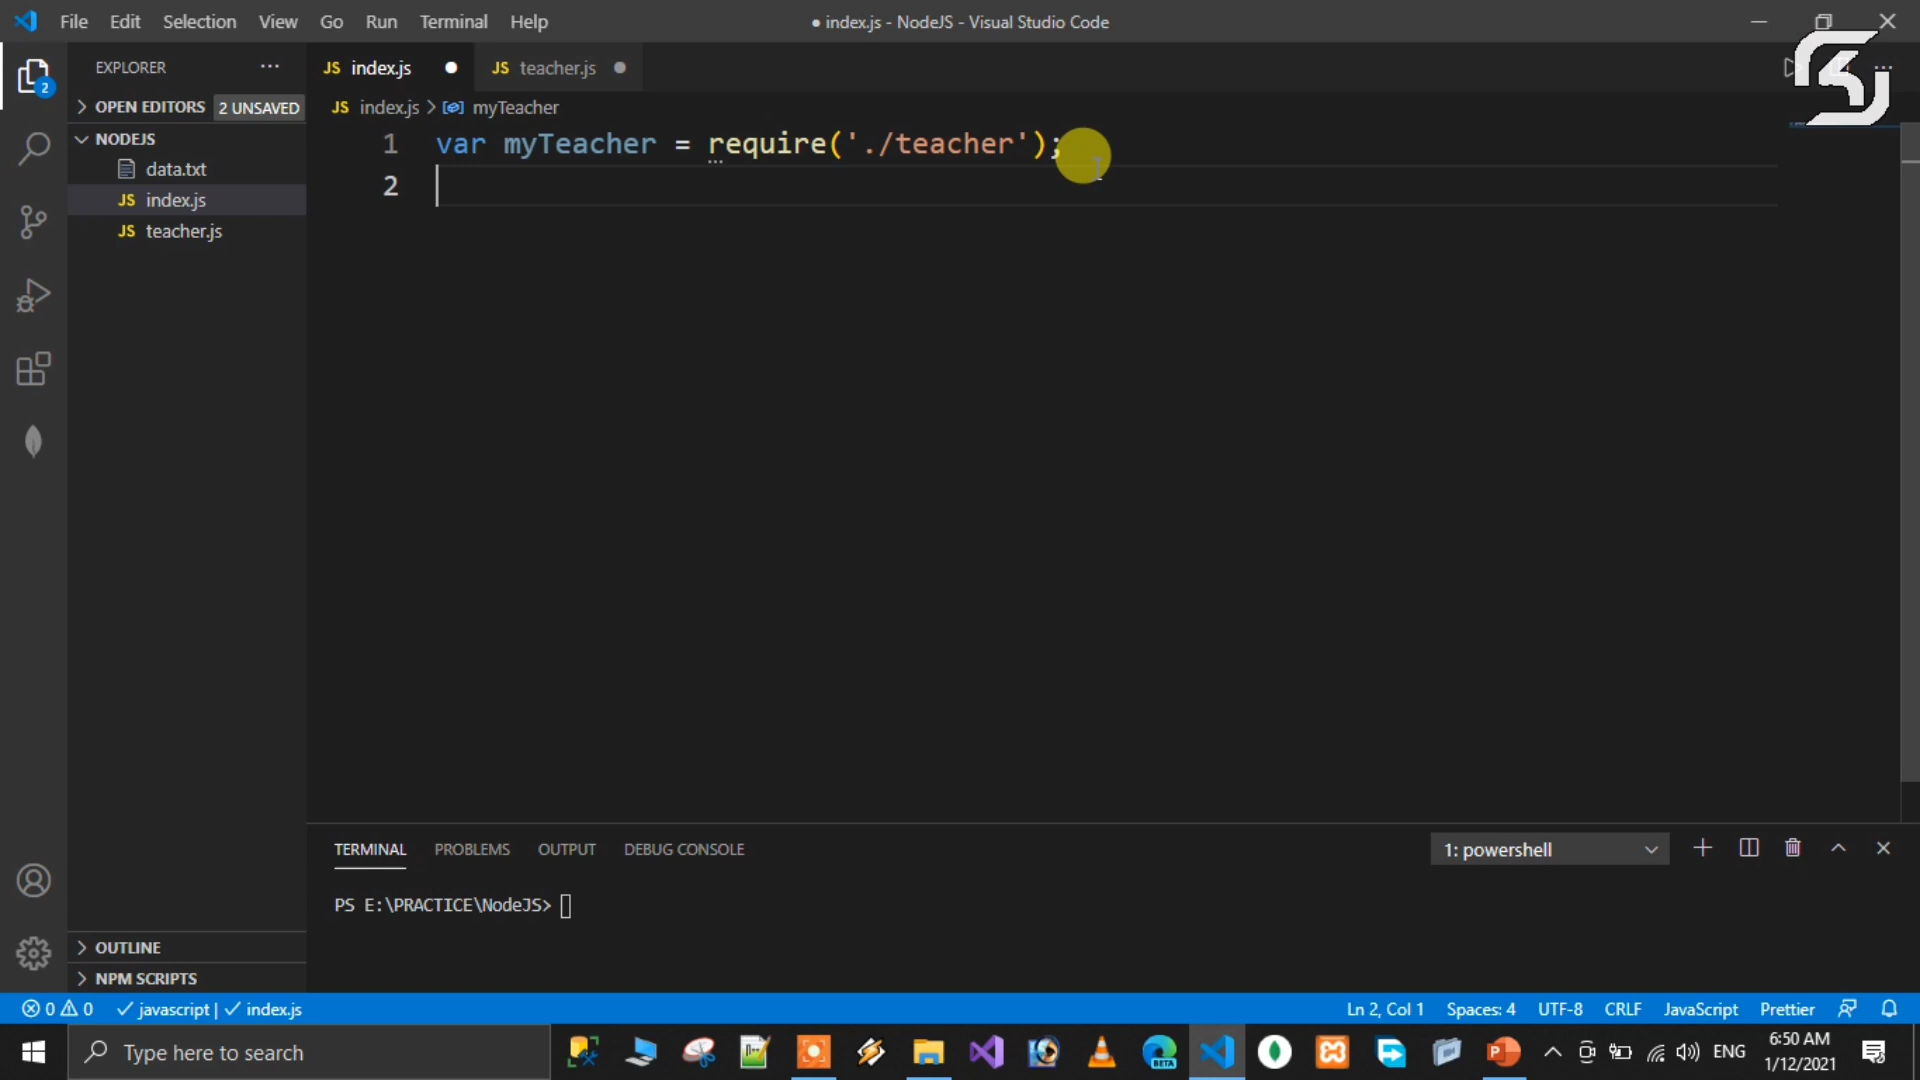 File Edit Selection View Go Run Terminal Help
● index.js - NodeJS - Visual Studio Code
EXPLORER ···
JS index.js ●
JS teacher.js ●
2
> OPEN EDITORS 2 UNSAVED
JS index.js > myTeacher
NODEJS
data.txt
JS index.js
JS teacher.js
1 var myTeacher = require('./teacher');
2
TERMINAL PROBLEMS OUTPUT DEBUG CONSOLE
1: powershell
PS E:\PRACTICE\NodeJS>
> OUTLINE
> NPM SCRIPTS
0 0 javascript | index.js
Ln 2, Col 1 Spaces: 4 UTF-8 CRLF JavaScript Prettier
Type here to search
BETA
ENG
6:50 AM
1/12/2021